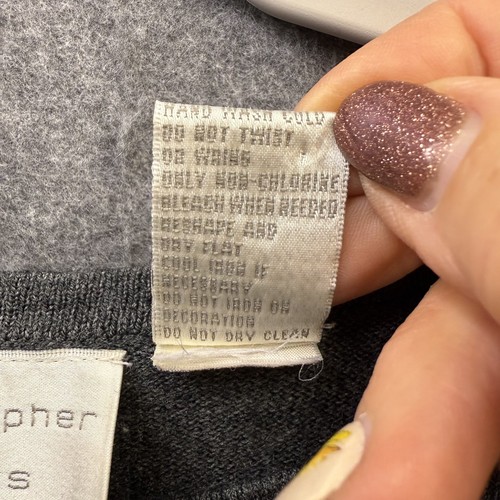 HAND WASH COLD
DO NOT TWIST
OR WRING
ONLY NON-CHLORINE
BLEACH WHEN NEEDED
RESHAPE AND
DRY FLAT
COOL IRON IF
NECESSARY
DO NOT IRON ON
DECORATION
DO NOT DRY CLEAN
pher
s